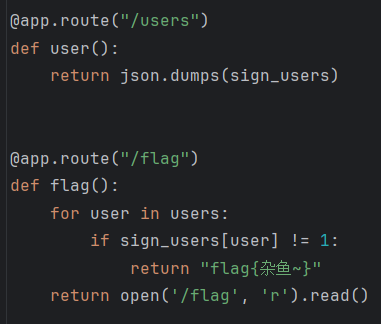 @app.route("/users")
def user():
    return json.dumps(sign_users)
@app.route("/flag")
def flag():
    for user in users:
        if sign_users[user] != 1:
            return "flag{杂鱼~}"
    return open('/flag', 'r').read()